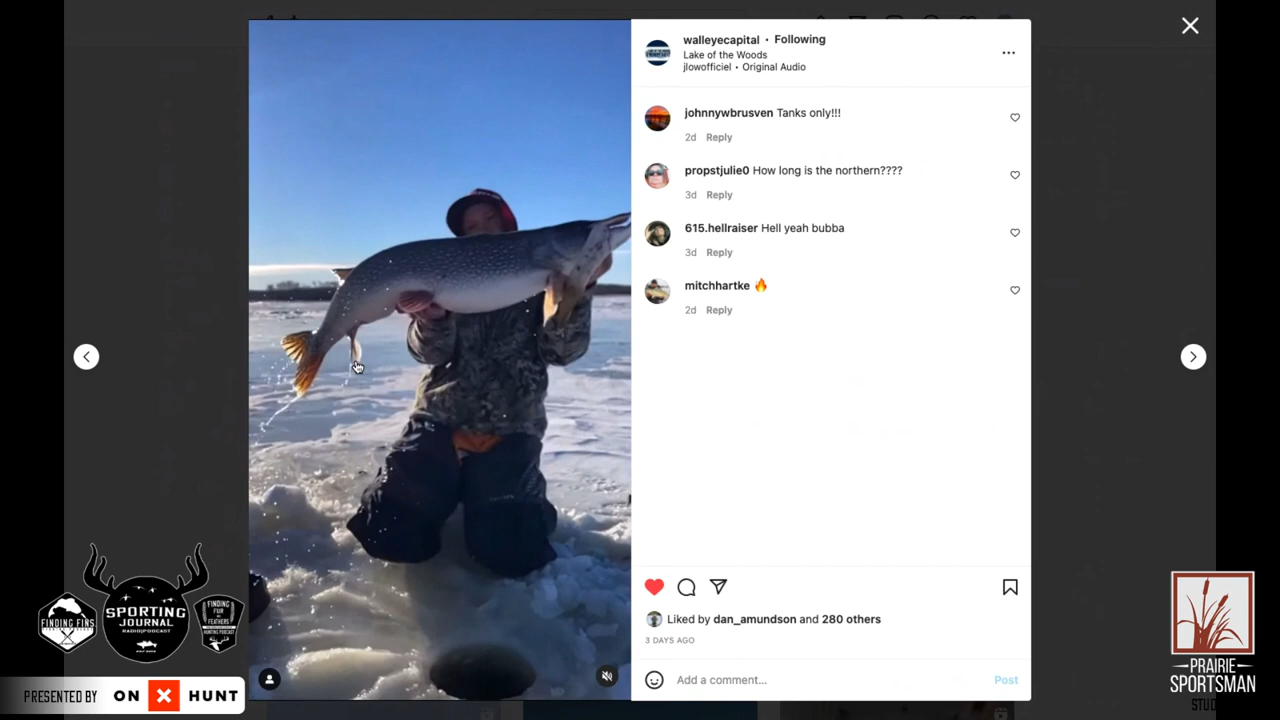 walleyecapital • Following
Lake of the Woods
jlowofficiel • Original Audio
johnnywbrusven Tanks only!!!
2d Reply
propstjulie0 How long is the northern????
3d Reply
615.hellraiser Hell yeah bubba
3d Reply
mitchhartke 🔥
2d Reply
Liked by dan_amundson and 280 others
3 DAYS AGO
Add a comment... Post
FINDING FINS
SPORTING
JOURNAL
RADIO|PODCAST
FINDING
FUR
FEATHERS
HUNTING PODCAST
PRESENTED BY ON X HUNT
PRAIRIE
SPORTSMAN